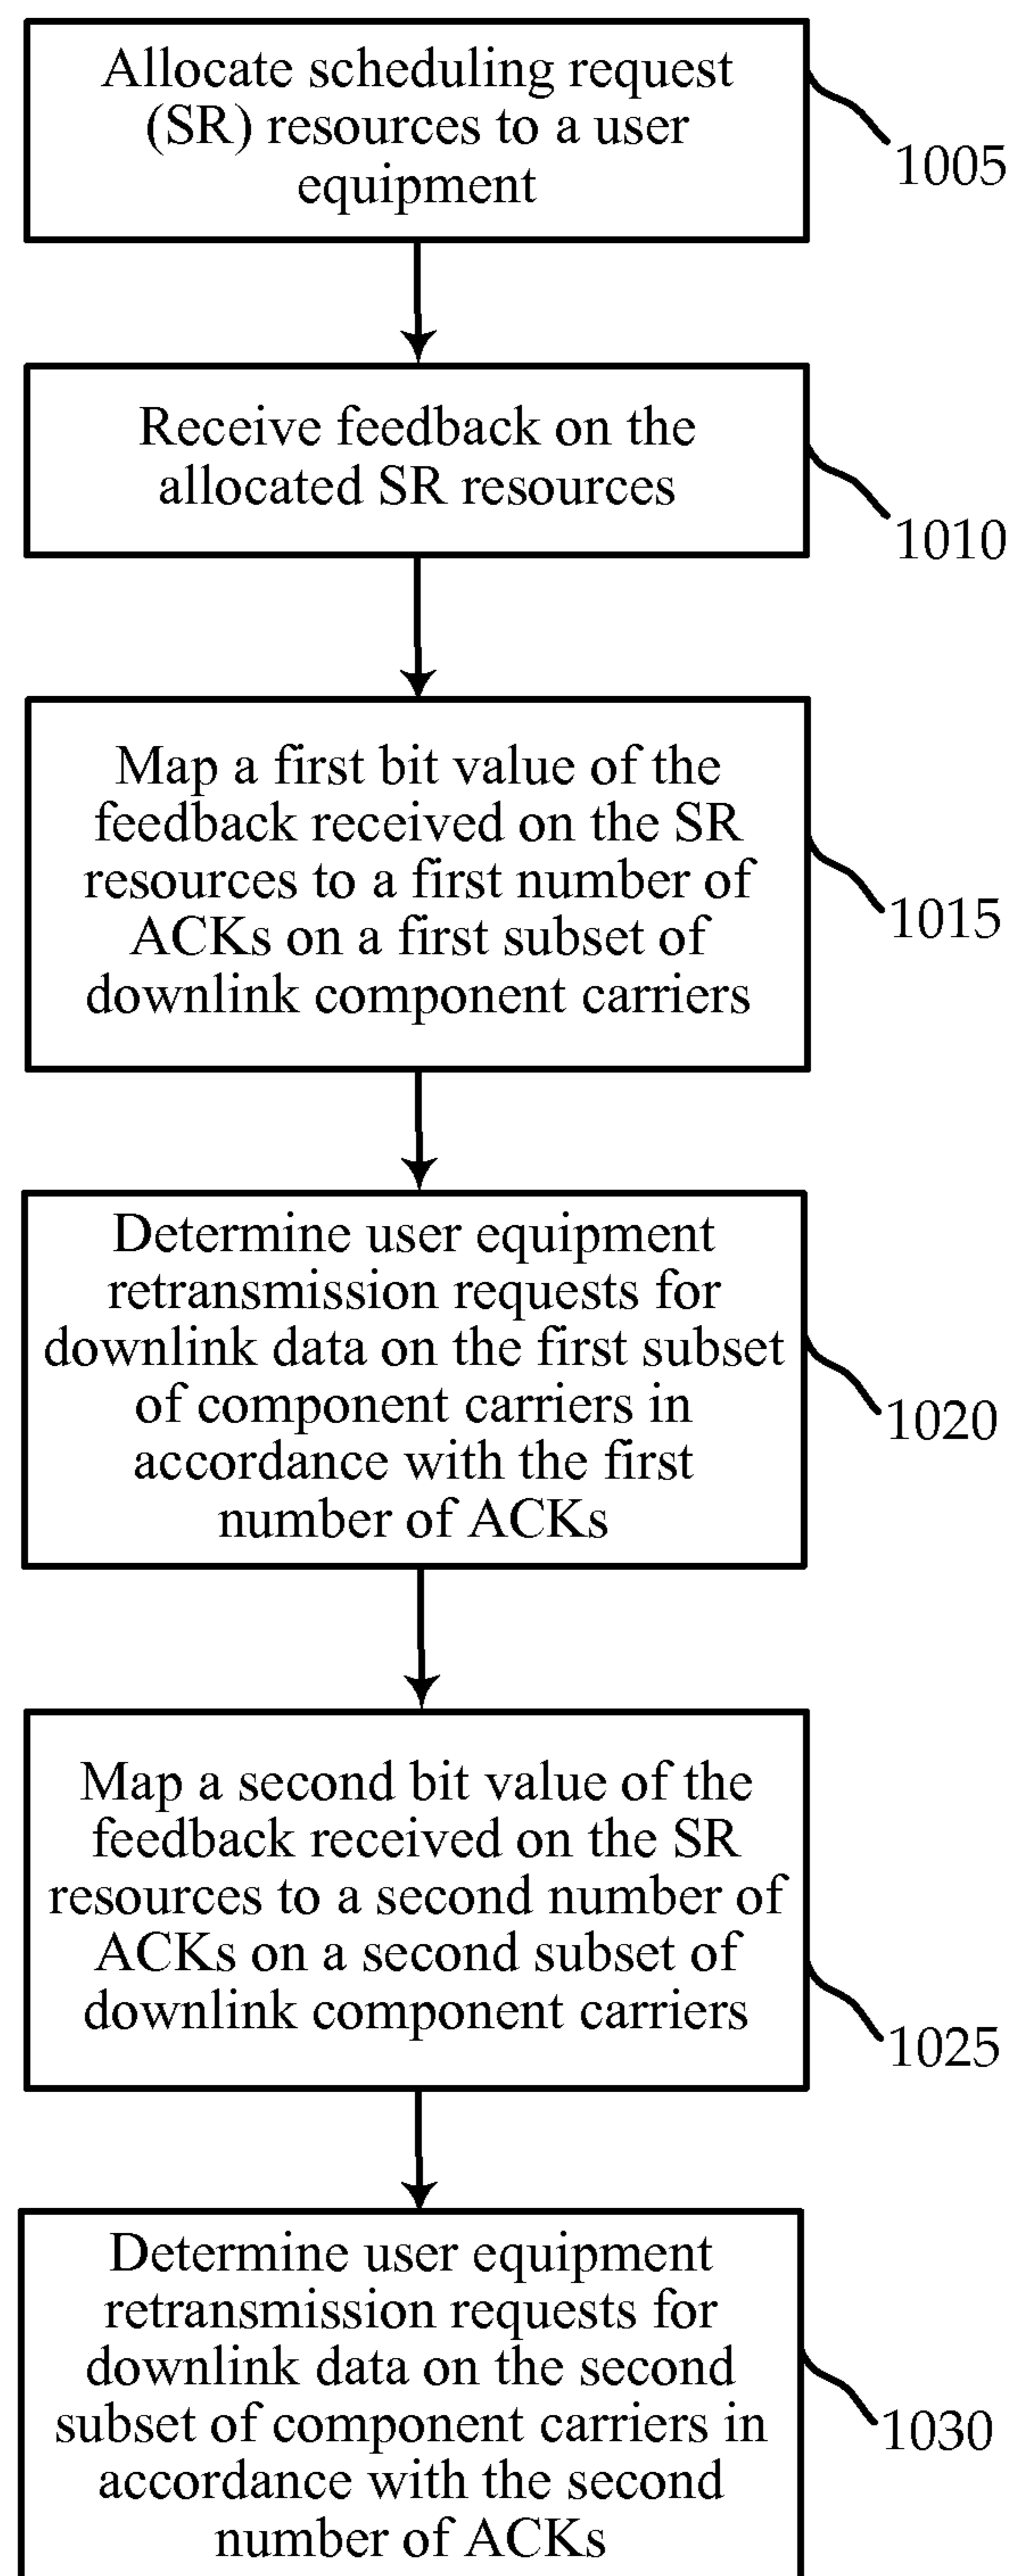 Allocate scheduling request
(SR) resources to a user
equipment
1005
Receive feedback on the
allocated SR resources
1010
Map a first bit value of the
feedback received on the SR
resources to a first number of
ACKs on a first subset of
downlink component carriers
1015
Determine user equipment
retransmission requests for
downlink data on the first subset
of component carriers in
accordance with the first
number of ACKs
1020
Map a second bit value of the
feedback received on the SR
resources to a second number of
ACKs on a second subset of
downlink component carriers
1025
Determine user equipment
retransmission requests for
downlink data on the second
subset of component carriers in
accordance with the second
number of ACKs
1030